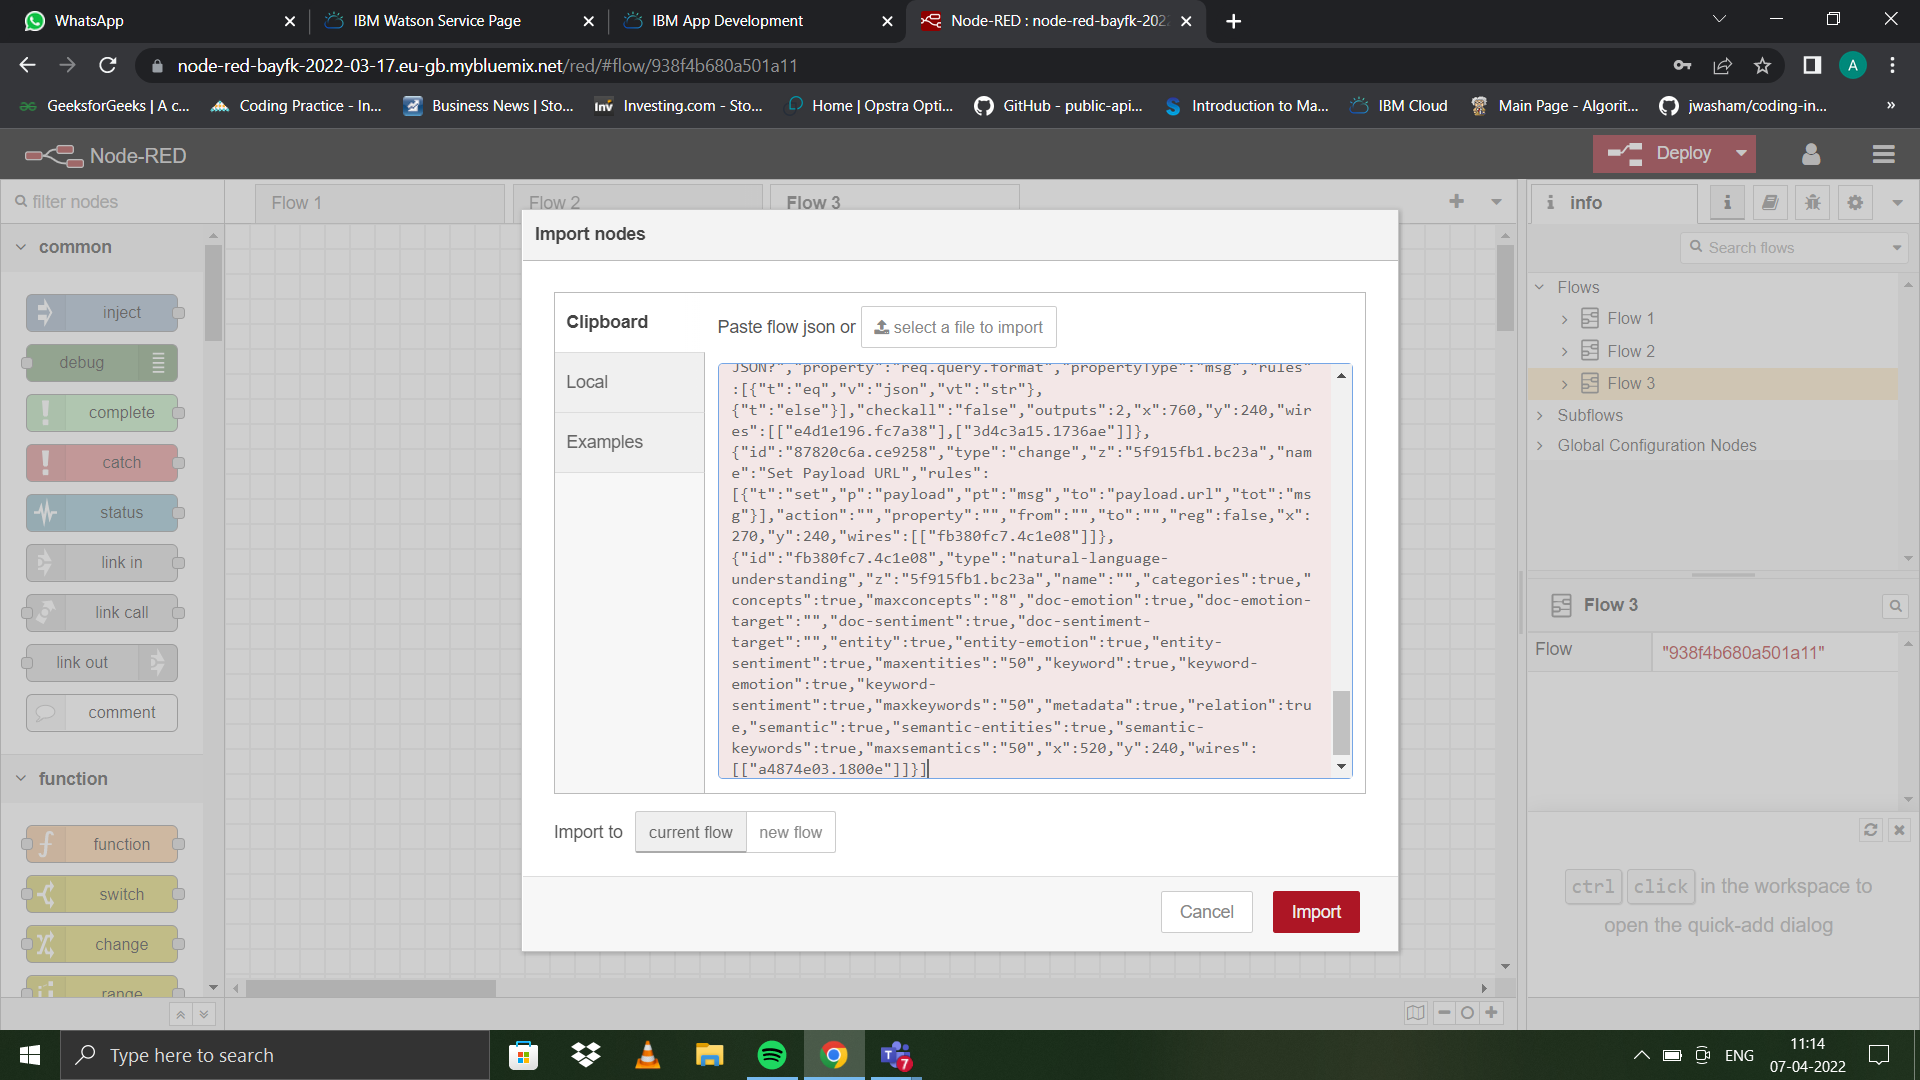 WhatsApp
IBM Watson Service Page
IBM App Development
Node-RED : node-red-bayfk-202
node-red-bayfk-2022-03-17.eu-gb.mybluemix.net/red/#flow/938f4b680a501a11
A
GeeksforGeeks | A c...
Coding Practice - In...
Business News | Sto...
Inv Investing.com - Sto...
Home | Opstra Opti...
GitHub - public-api...
Introduction to Ma...
IBM Cloud
Main Page - Algorit...
jwasham/coding-in...
»
Node-RED
Deploy
filter nodes
Flow 1
Flow 2
Flow 3
info
Search flows
common
inject
debug
complete
catch
status
link in
link call
link out
comment
function
function
switch
change
range
Import nodes
Clipboard
Local
Examples
Paste flow json or select a file to import
JSON?","property":"req.query.format","propertyType":"msg","rules"
:[{"t":"eq","v":"json","vt":"str"},
{"t":"else"}],"checkall":"false","outputs":2,"x":760,"y":240,"wir
es":[["e4d1e196.fc7a38"],["3d4c3a15.1736ae"]]},
{"id":"87820c6a.ce9258","type":"change","z":"5f915fb1.bc23a","nam
e":"Set Payload URL","rules":
[{"t":"set","p":"payload","pt":"msg","to":"payload.url","tot":"ms
g"}],"action":"","property":"","from":"","to":"","reg":false,"x":
270,"y":240,"wires":[["fb380fc7.4c1e08"]]},
{"id":"fb380fc7.4c1e08","type":"natural-language-
understanding","z":"5f915fb1.bc23a","name":"","categories":true,"
concepts":true,"maxconcepts":"8","doc-emotion":true,"doc-emotion-
target":"","doc-sentiment":true,"doc-sentiment-
target":"","entity":true,"entity-emotion":true,"entity-
sentiment":true,"maxentities":"50","keyword":true,"keyword-
emotion":true,"keyword-
sentiment":true,"maxkeywords":"50","metadata":true,"relation":tru
e,"semantic":true,"semantic-entities":true,"semantic-
keywords":true,"maxsemantics":"50","x":520,"y":240,"wires":
[["a4874e03.1800e"]]}]
Import to current flow new flow
Cancel
Import
Flows
Flow 1
Flow 2
Flow 3
Subflows
Global Configuration Nodes
Flow 3
Flow "938f4b680a501a11"
ctrl click in the workspace to
open the quick-add dialog
Type here to search
7
ENG
11:14
07-04-2022